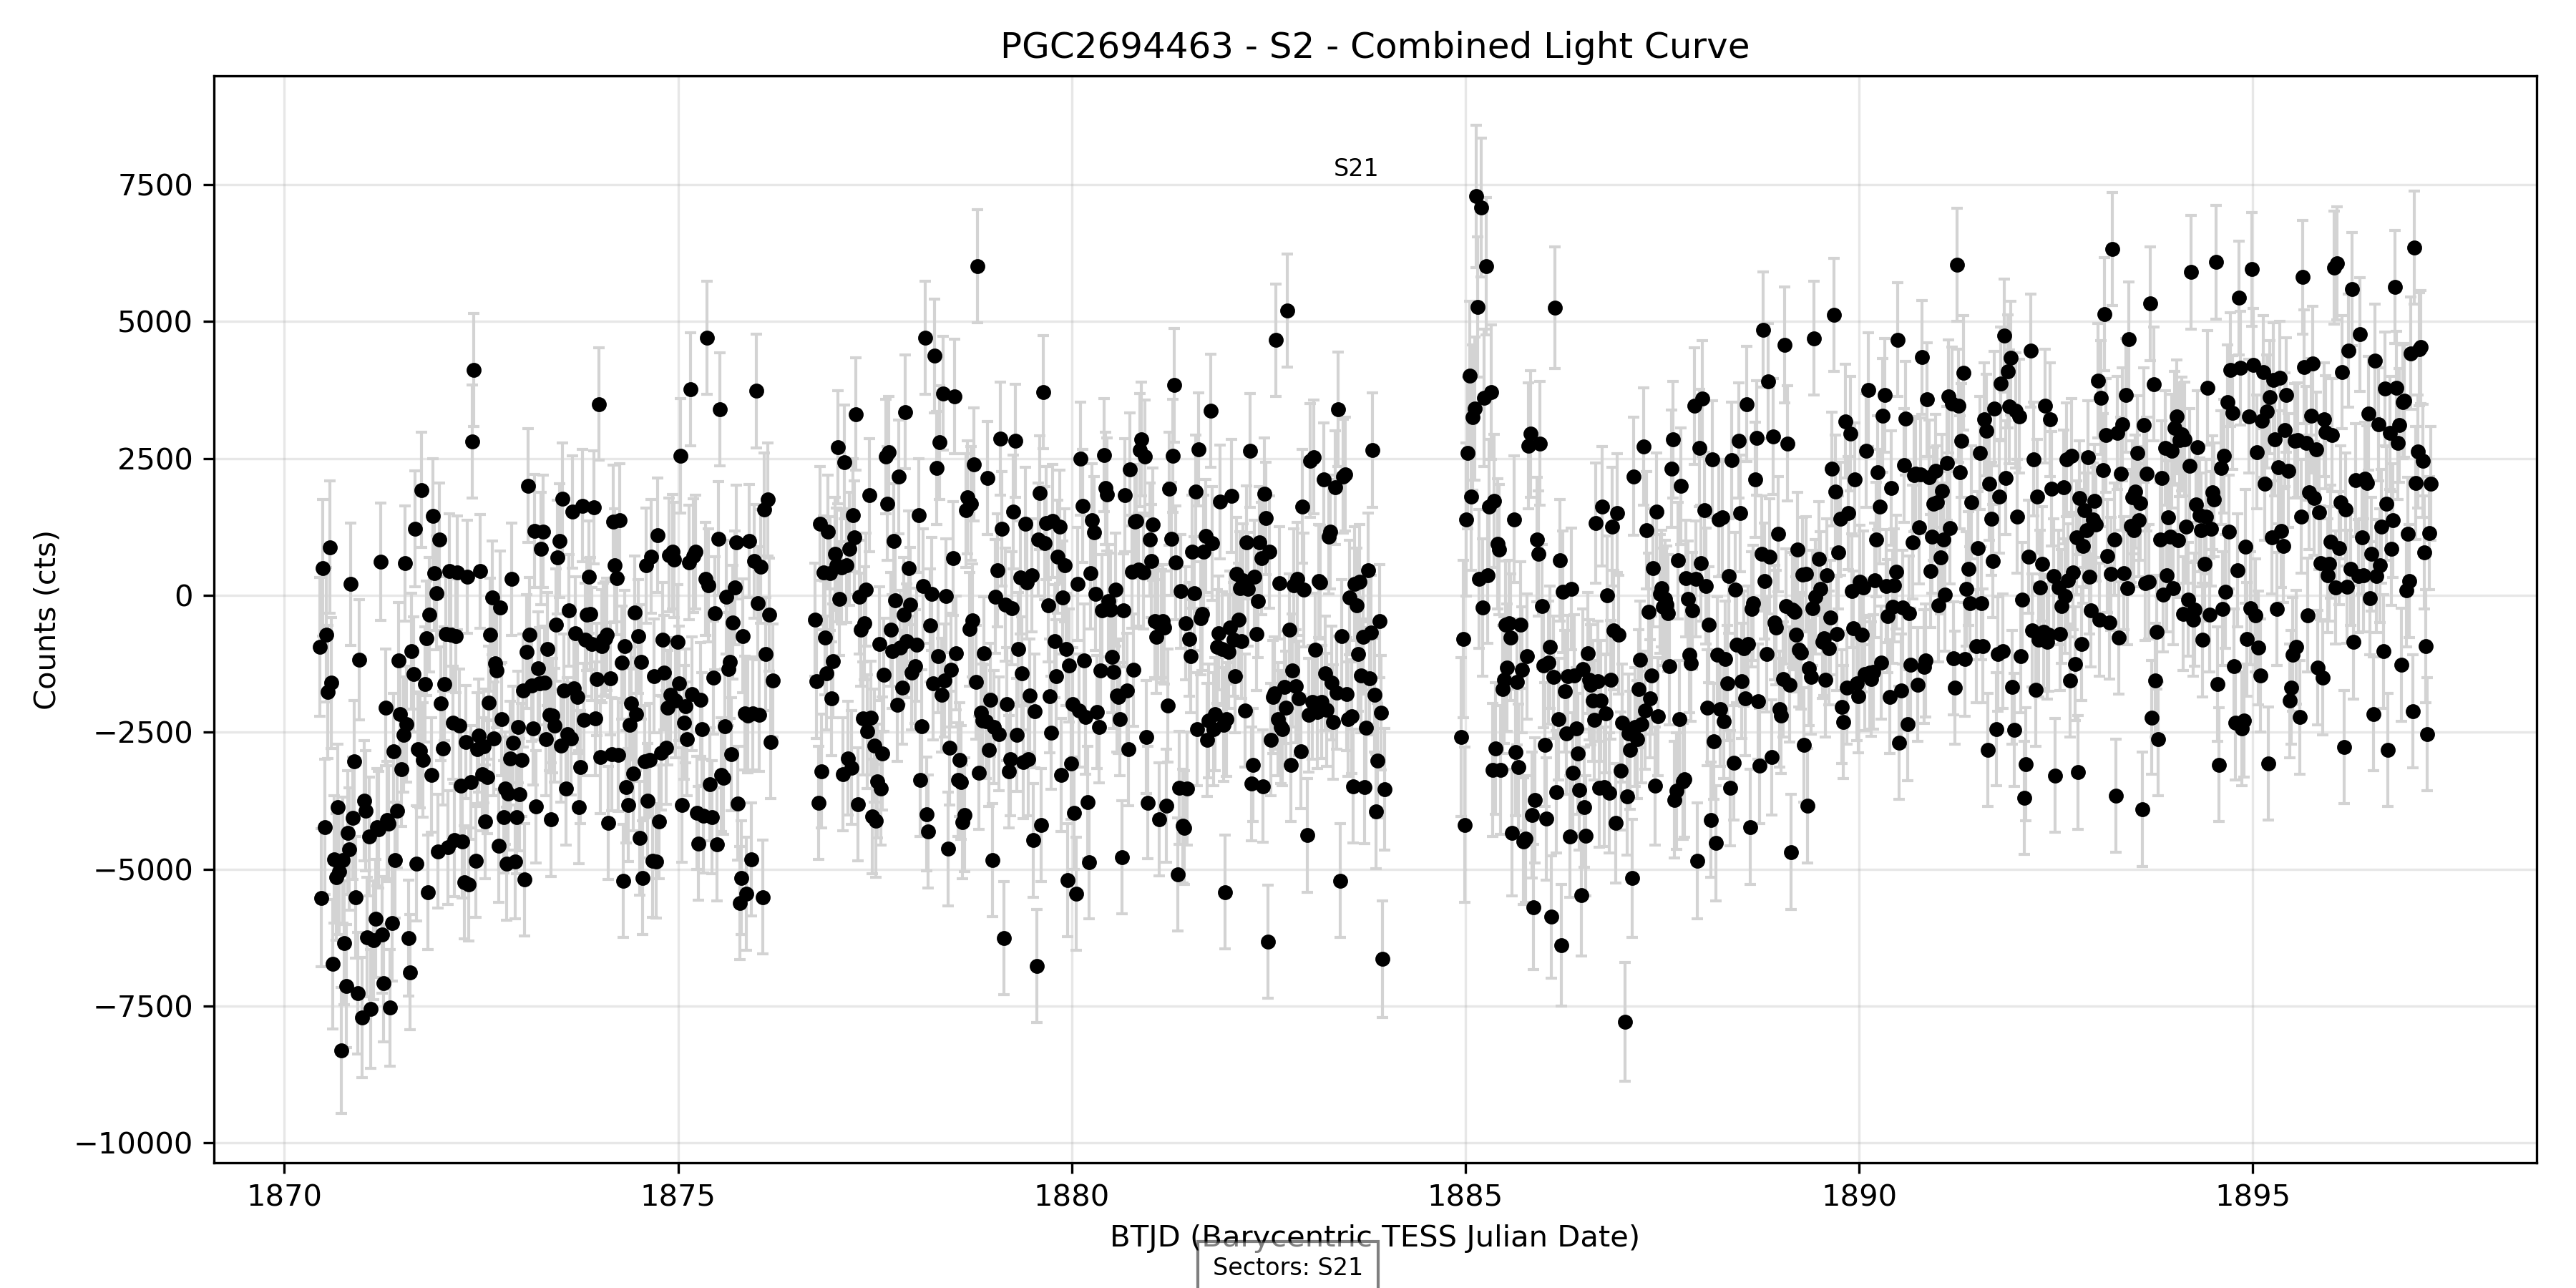 PGC2694463 - S2 - Combined Light Curve
S21
7500
5000
2500
0
−2500
−5000
−7500
−10000
Counts (cts)
1870 1875 1880 1885 1890 1895
BTJD (Barycentric TESS Julian Date)
Sectors: S21